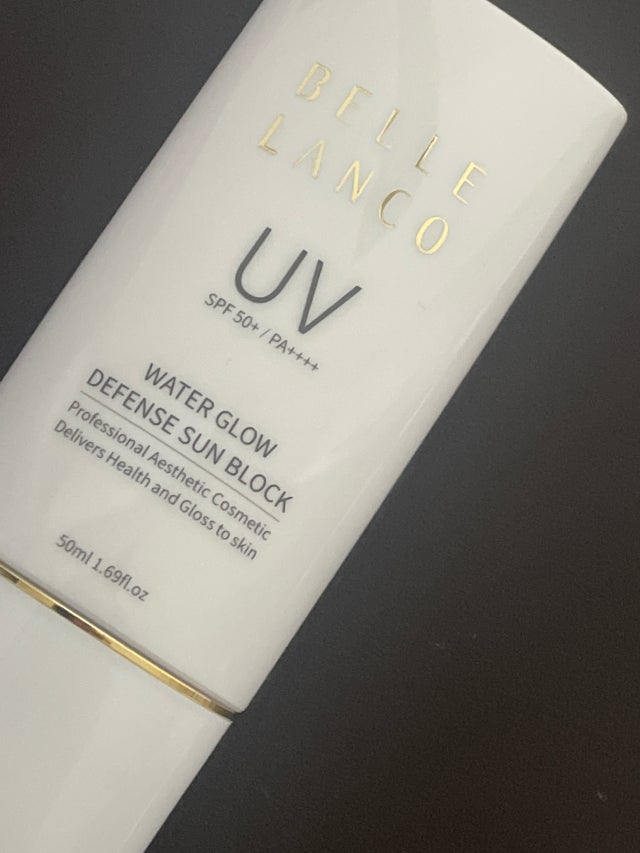 BELLE
LANCO
UV
SPF 50+ / PA++++
WATER GLOW
DEFENSE SUN BLOCK
Professional Aesthetic Cosmetic
Delivers Health and Gloss to skin
50ml 1.69fl.oz